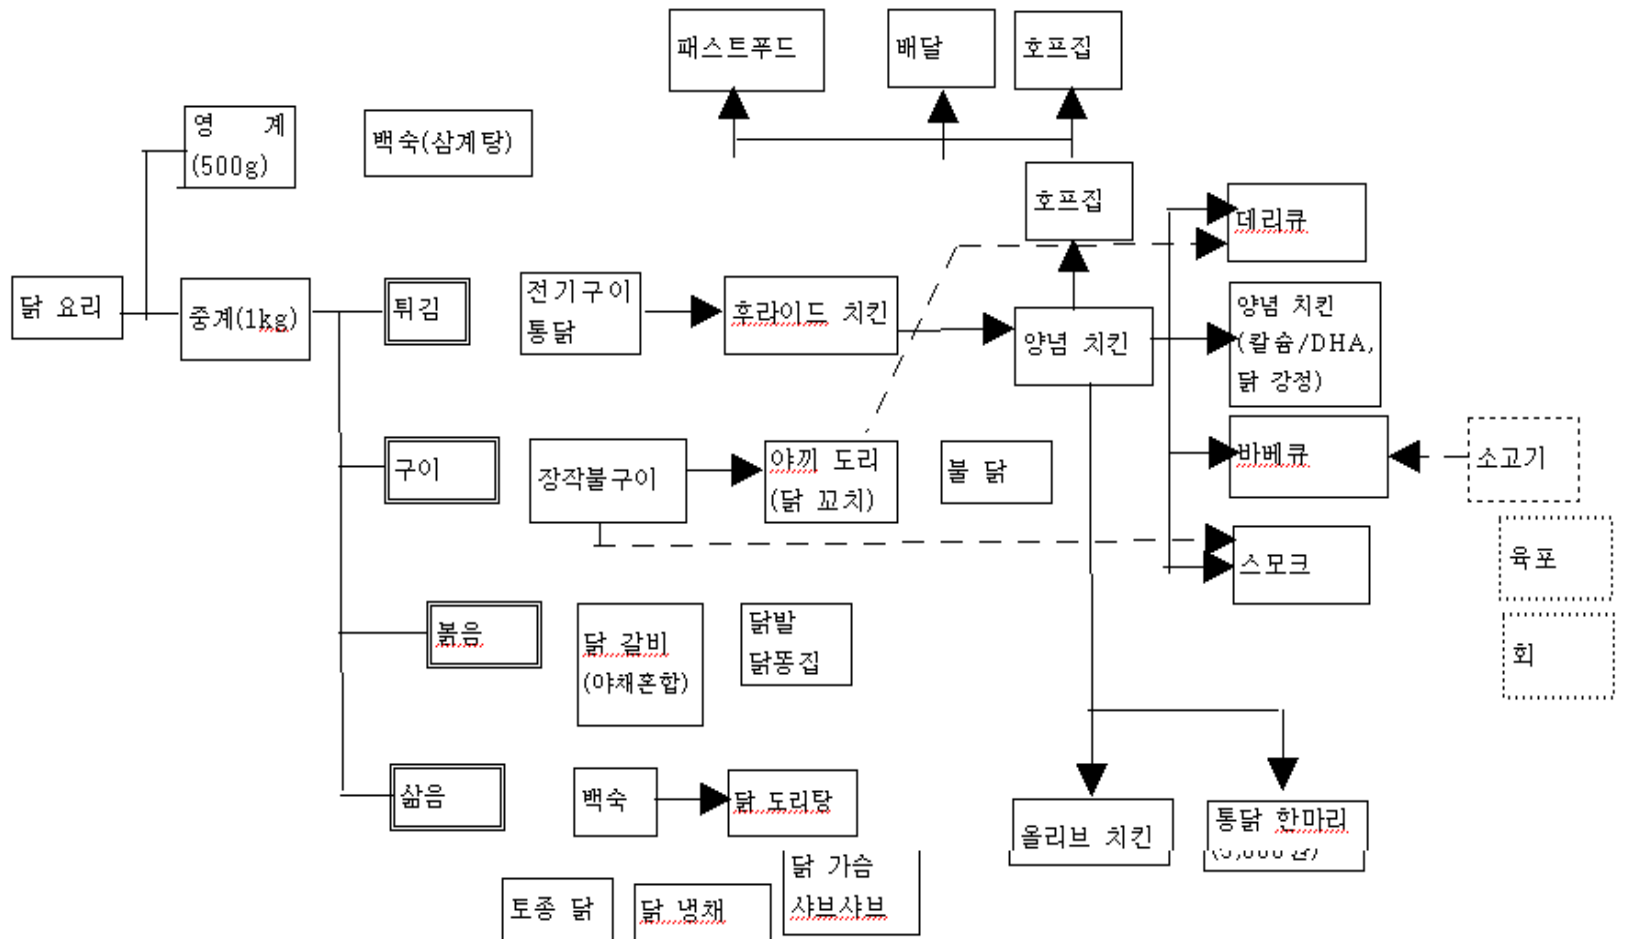 패스트푸드
배달
호프집
영 계
(500g)
백숙(삼계탕)
호프집
데리큐
닭 요리
중계(1kg)
튀김
전기구이
통닭
후라이드 치킨
양념 치킨
양념 치킨
(칼슘/DHA,
닭 강정)
구이
장작불구이
야끼 도리
(닭 꼬치)
불 닭
바베큐
소고기
스모크
육포
볶음
닭 갈비
(야채혼합)
닭발
닭똥집
회
삶음
백숙
닭 도리탕
올리브 치킨
통닭 한마리
토종 닭
닭 냉채
닭 가슴
샤브샤브